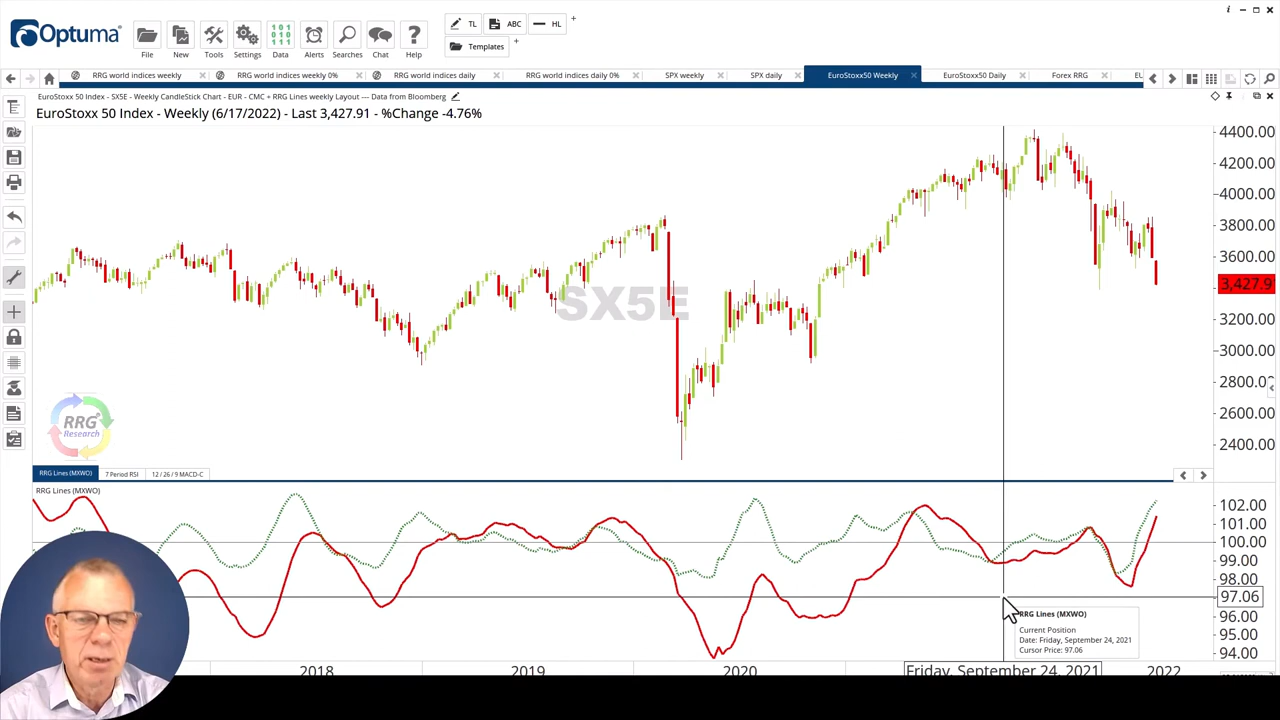 Optuma
File New Tools Settings Data Alerts Searches Chat Help
TL ABC HL
Templates
RRG world indices weekly
RRG world indices weekly 0%
RRG world indices daily
RRG world indices daily 0%
SPX weekly
SPX daily
EuroStoxx50 Weekly
EuroStoxx50 Daily
Forex RRG
EuroStoxx 50 Index - SX5E - Weekly CandleStick Chart - EUR - CMC + RRG Lines weekly Layout --- Data from Bloomberg
EuroStoxx 50 Index - Weekly (6/17/2022) - Last 3,427.91 - %Change -4.76%
4400.00
4200.00
4000.00
3800.00
3600.00
3,427.9
3200.00
3000.00
2800.0
2600.00
2400.00
SX5E
RRG
Research
RRG Lines (MXWO) 7 Period RSI 12 / 26 / 9 MACD-C
RRG Lines (MXWO)
102.00
101.00
100.00
99.00
98.00
97.06
96.00
95.00
94.00
RRG Lines (MXWO)
Current Position
Date: Friday, September 24, 2021
Cursor Price: 97.06
2018 2019 2020 Friday, September 24, 2021 2022